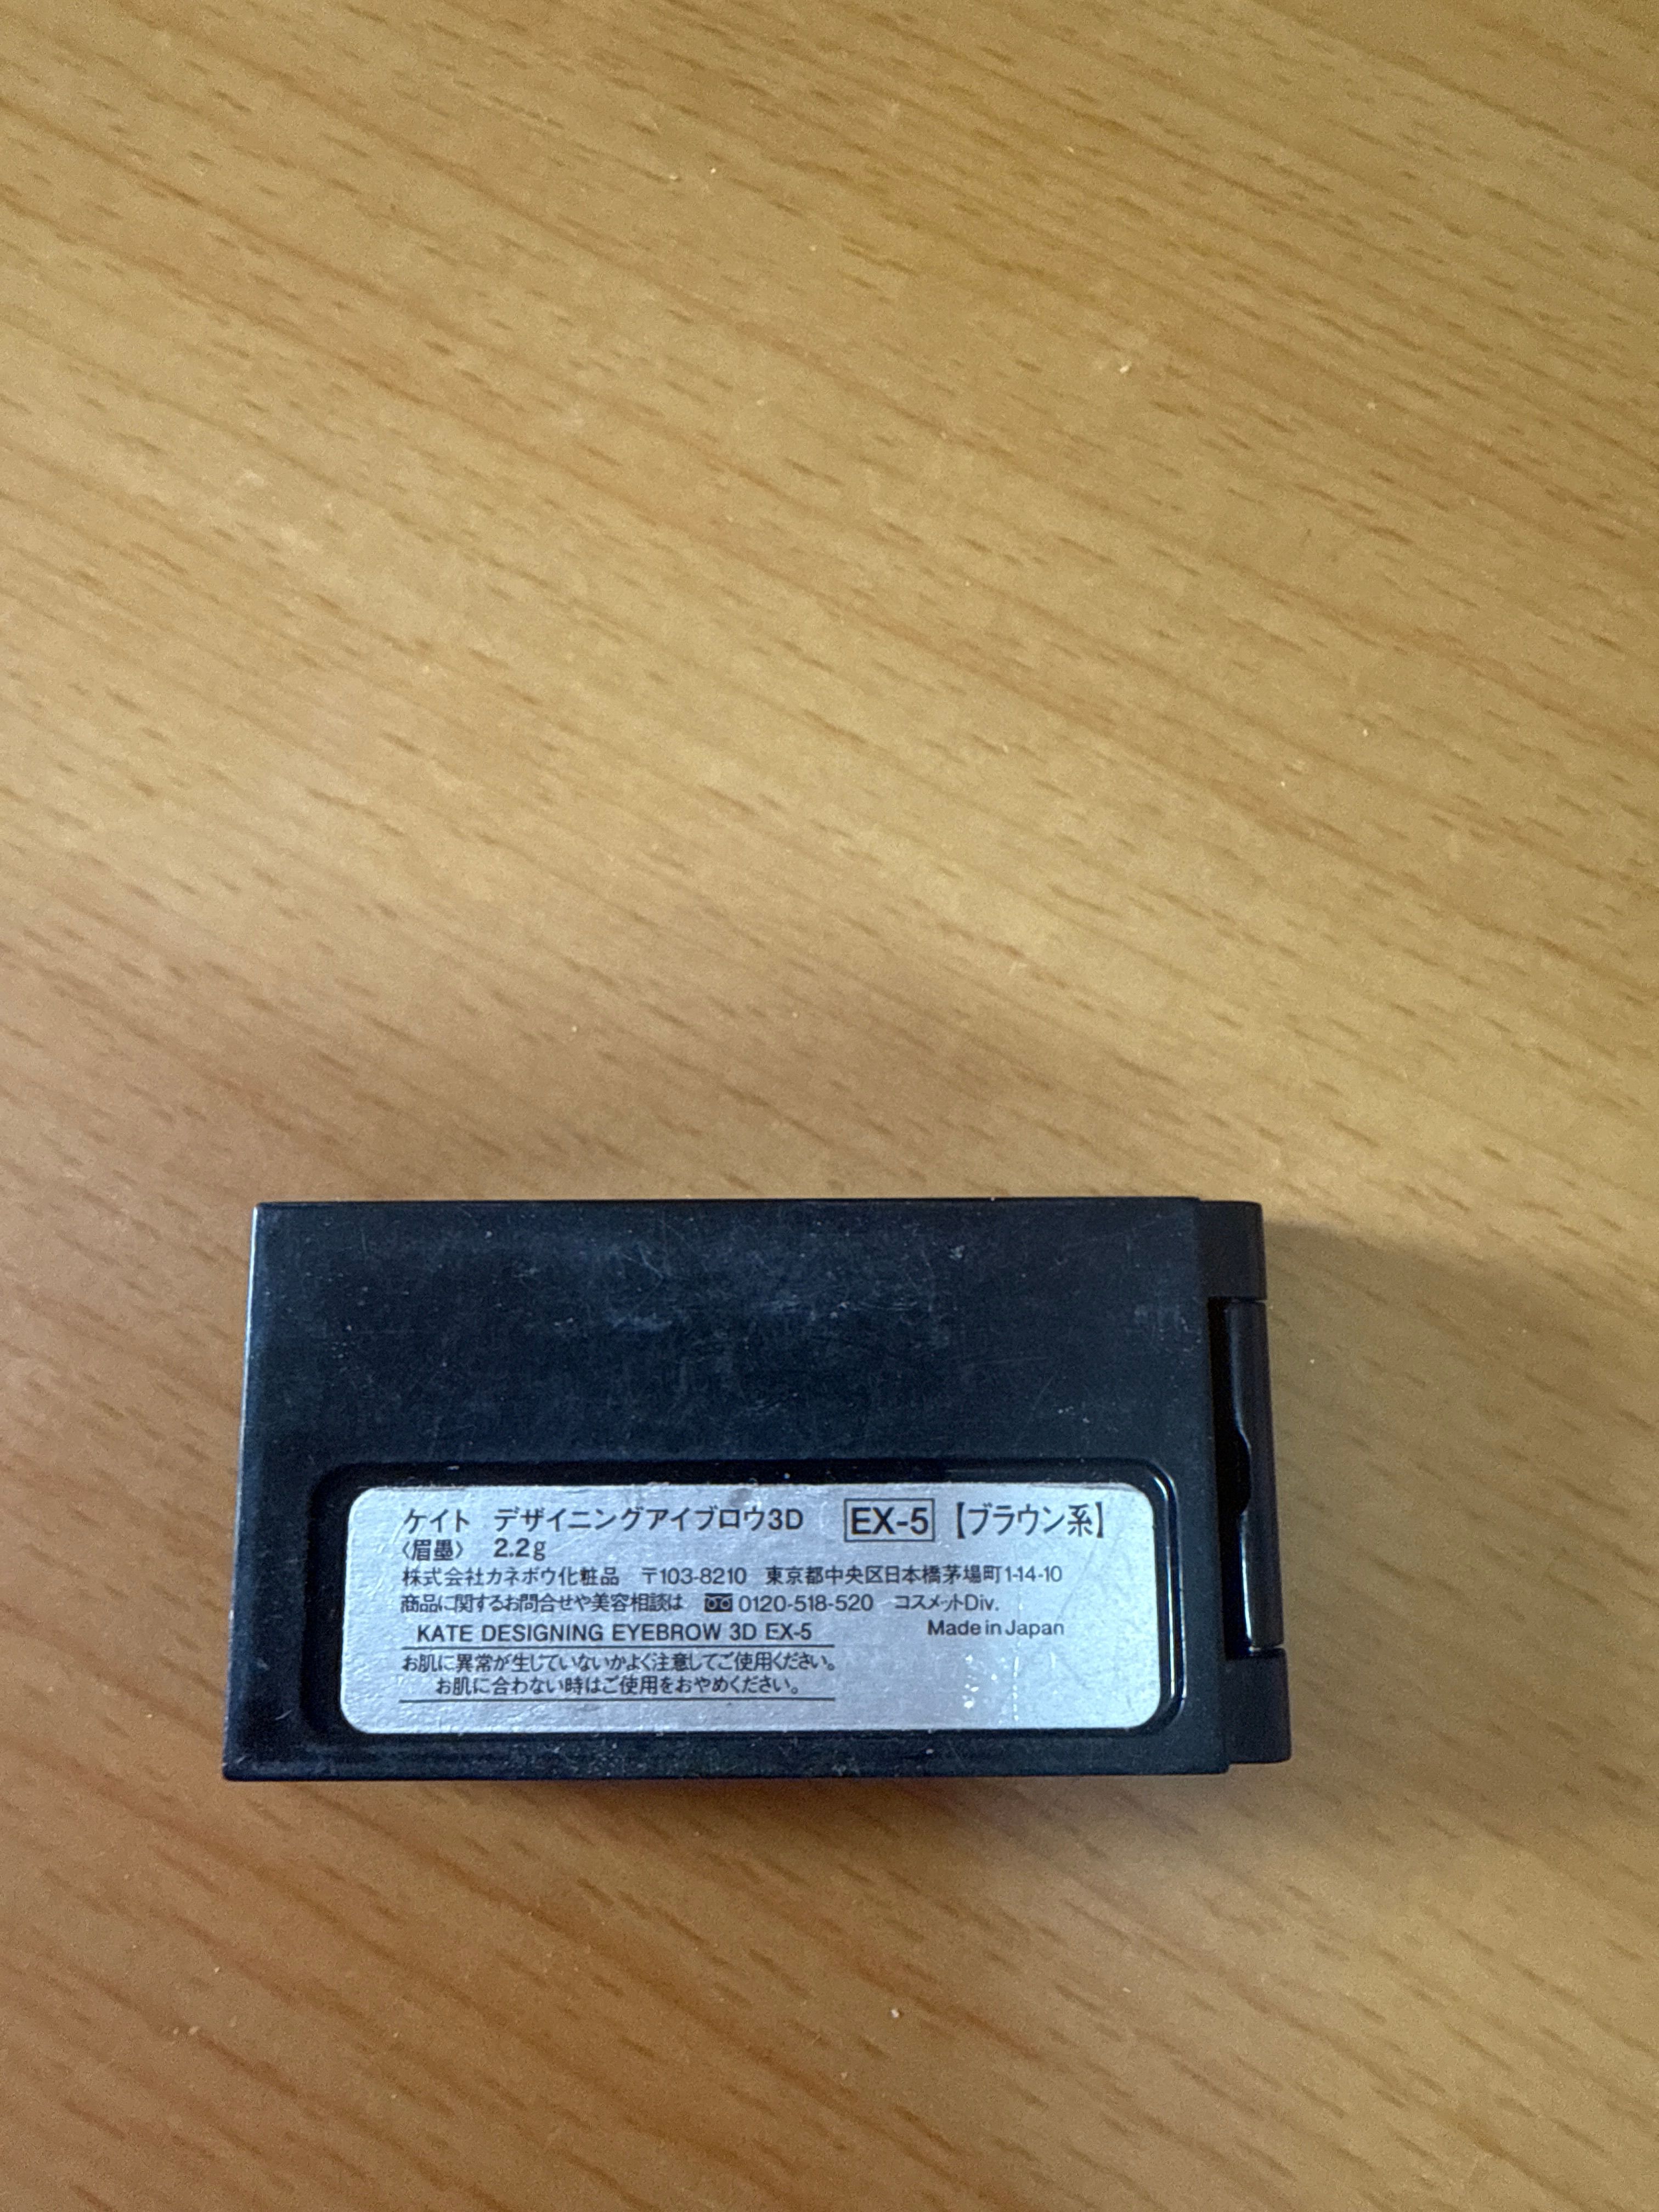 ケイト デザイニングアイブロウ3D EX-5 【ブラウン系】
〈眉墨〉 2.2g
株式会社カネボウ化粧品 〒103-8210 東京都中央区日本橋茅場町1-14-10
商品に関するお問合せや美容相談は 0120-518-520 コスメットDiv.
KATE DESIGNING EYEBROW 3D EX-5 Made in Japan
お肌に異常が生じていないかよく注意してご使用ください。
お肌に合わない時はご使用をおやめください。